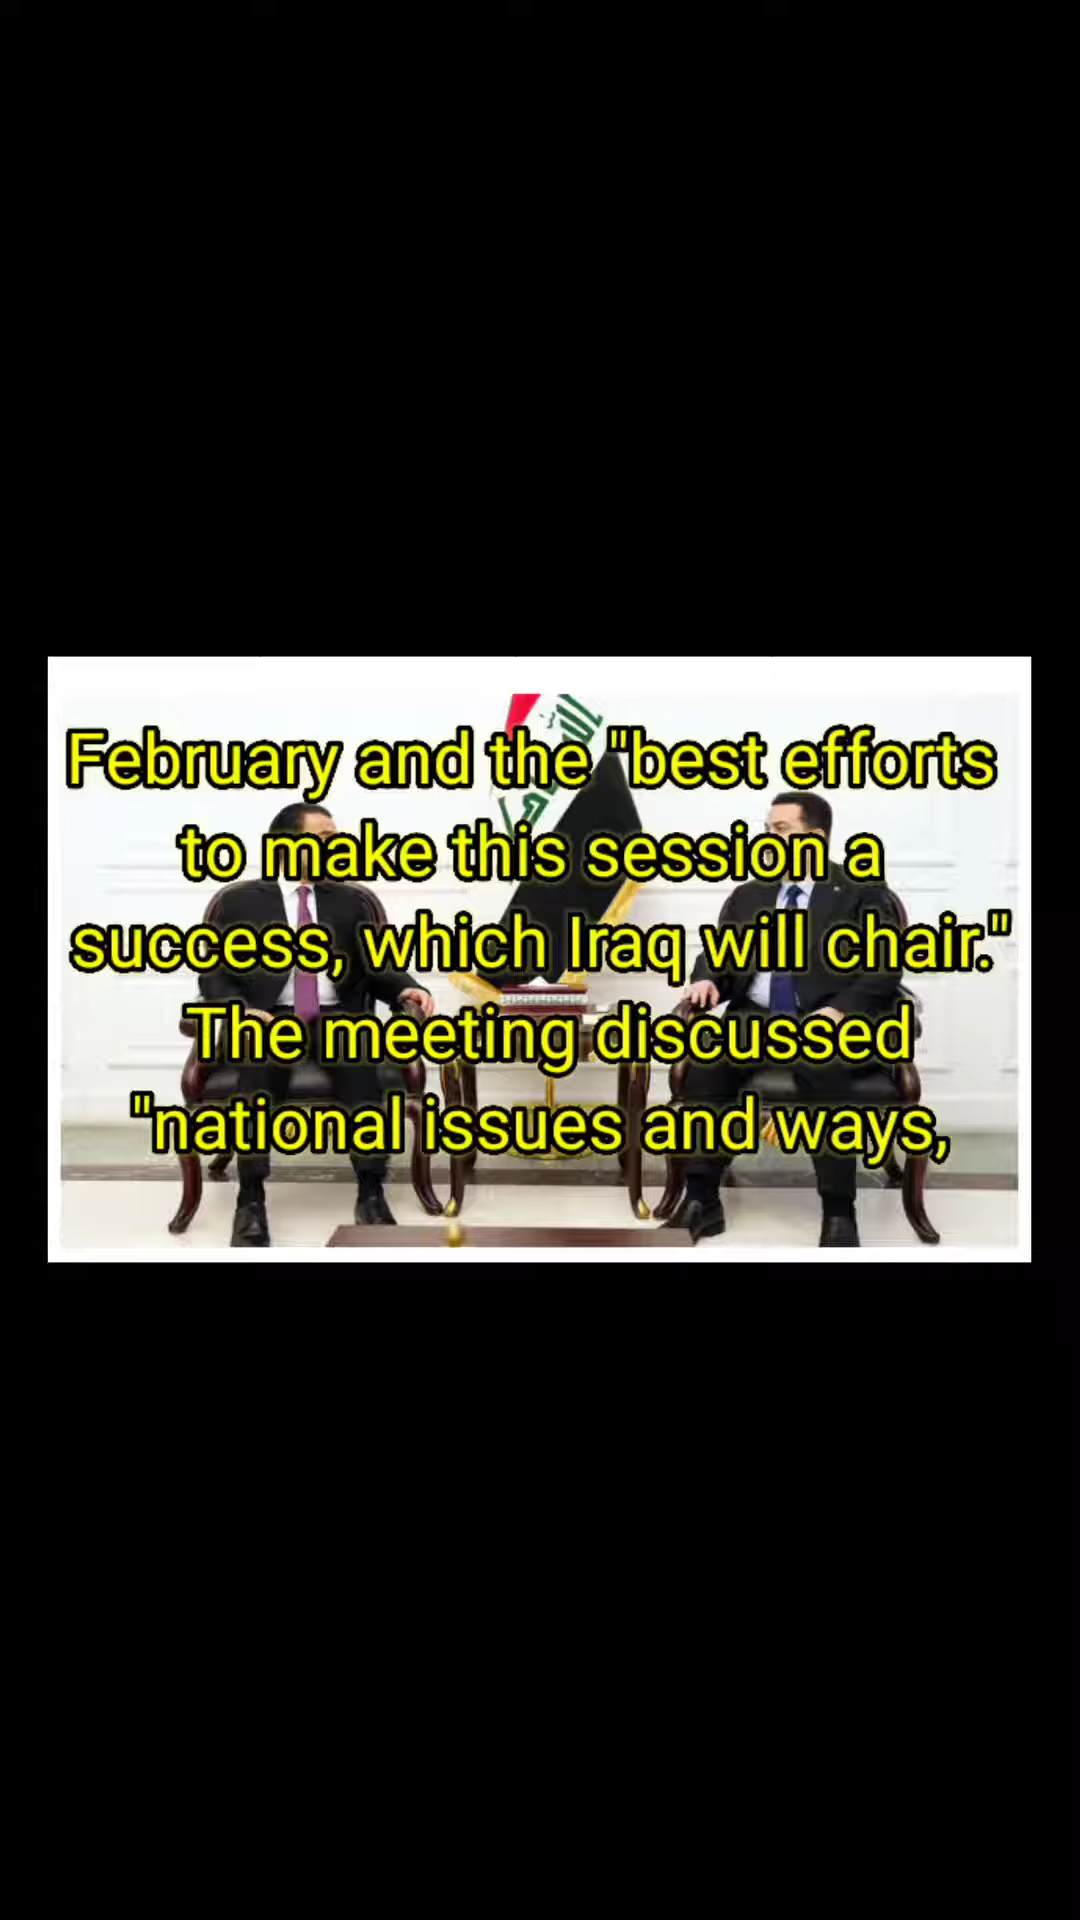 February and the "best efforts
to make this session a
success, which Iraq will chair."
The meeting discussed
"national issues and ways,